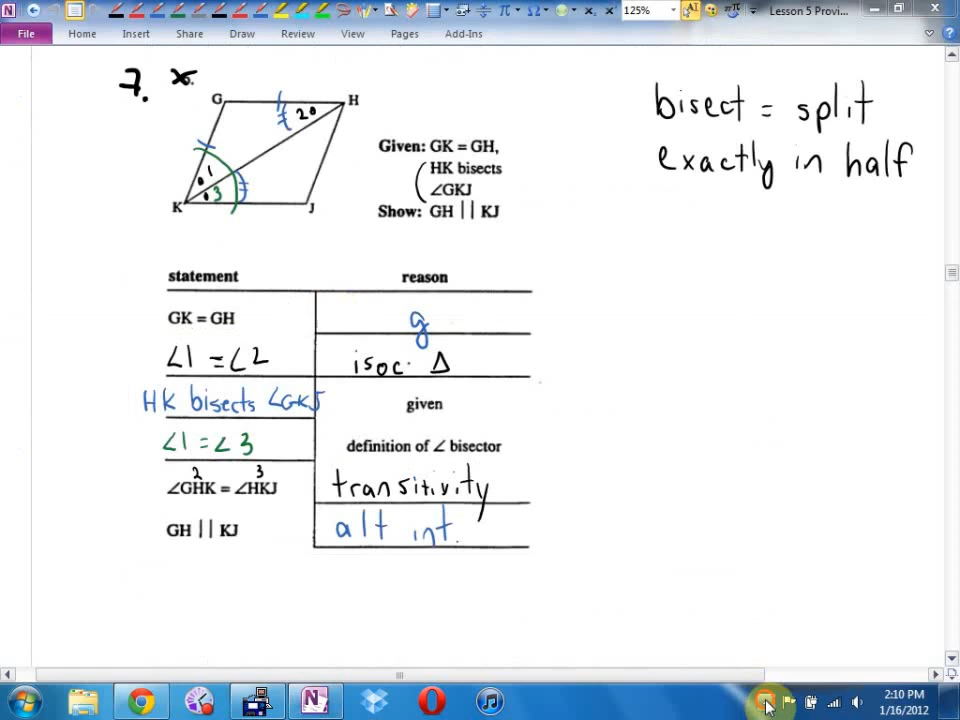 125%
Lesson 5 Provi...
File Home Insert Share Draw Review View Pages Add-Ins
7.
G H
2
1
3
K J
Given: GK = GH,
HK bisects
∠GKJ
Show: GH || KJ
bisect = split
exactly in half
statement reason
GK = GH g
∠1 = ∠2 isoc. Δ
HK bisects ∠GKJ given
∠1 = ∠3 definition of ∠ bisector
2 3
∠GHK = ∠HKJ transitivity
GH || KJ alt int.
2:10 PM
1/16/2012